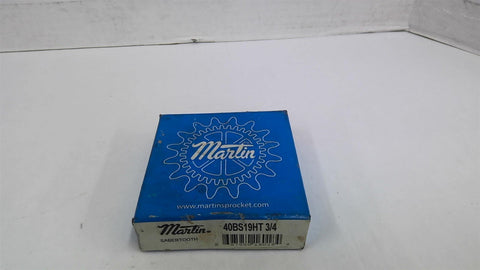 Martin
www.martinsprocket.com
Martin 40BS19HT 3/4
SABERTOOTH